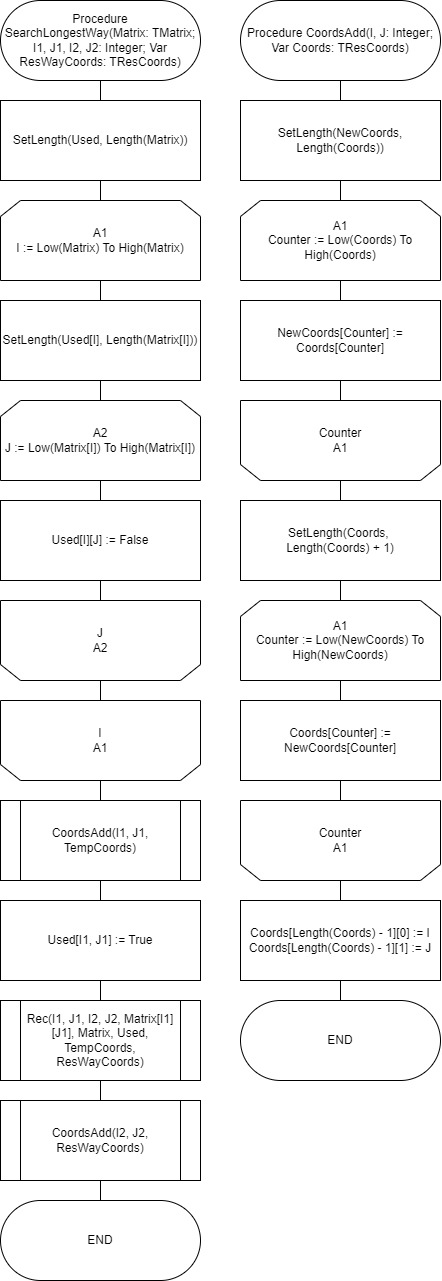 Procedure
SearchLongestWay(Matrix: TMatrix;
I1, J1, I2, J2: Integer; Var
ResWayCoords: TResCoords)
SetLength(Used, Length(Matrix))
A1
I := Low(Matrix) To High(Matrix)
SetLength(Used[I], Length(Matrix[I]))
A2
J := Low(Matrix[I]) To High(Matrix[I])
Used[I][J] := False
J
A2
I
A1
CoordsAdd(I1, J1,
TempCoords)
Used[I1, J1] := True
Rec(I1, J1, I2, J2, Matrix[I1]
[J1], Matrix, Used,
TempCoords,
ResWayCoords)
CoordsAdd(I2, J2,
ResWayCoords)
END
Procedure CoordsAdd(I, J: Integer;
Var Coords: TResCoords)
SetLength(NewCoords,
Length(Coords))
A1
Counter := Low(Coords) To
High(Coords)
NewCoords[Counter] :=
Coords[Counter]
Counter
A1
SetLength(Coords,
Length(Coords) + 1)
A1
Counter := Low(NewCoords) To
High(NewCoords)
Coords[Counter] :=
NewCoords[Counter]
Counter
A1
Coords[Length(Coords) - 1][0] := I
Coords[Length(Coords) - 1][1] := J
END